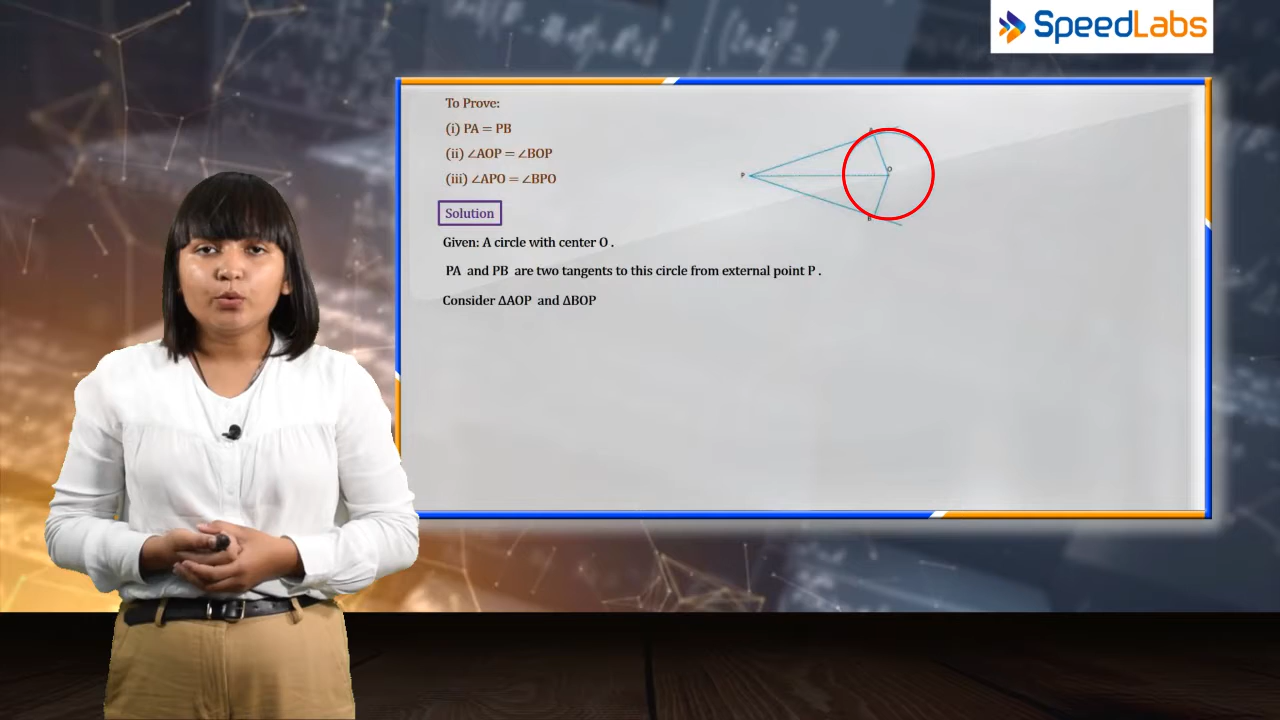 SpeedLabs
To Prove:
(i) PA = PB
(ii) ∠AOP = ∠BOP
(iii) ∠APO = ∠BPO
A
O
P
B
Solution
Given: A circle with center O .
PA and PB are two tangents to this circle from external point P .
Consider ΔAOP and ΔBOP